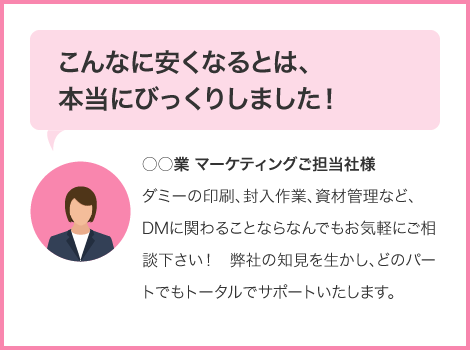 こんなに安くなるとは、
本当にびっくりしました！
○○業 マーケティングご担当社様
ダミーの印刷、封入作業、資材管理など、
DMに関わることならなんでもお気軽にご相
談下さい！　弊社の知見を生かし、どのパー
トでもトータルでサポートいたします。